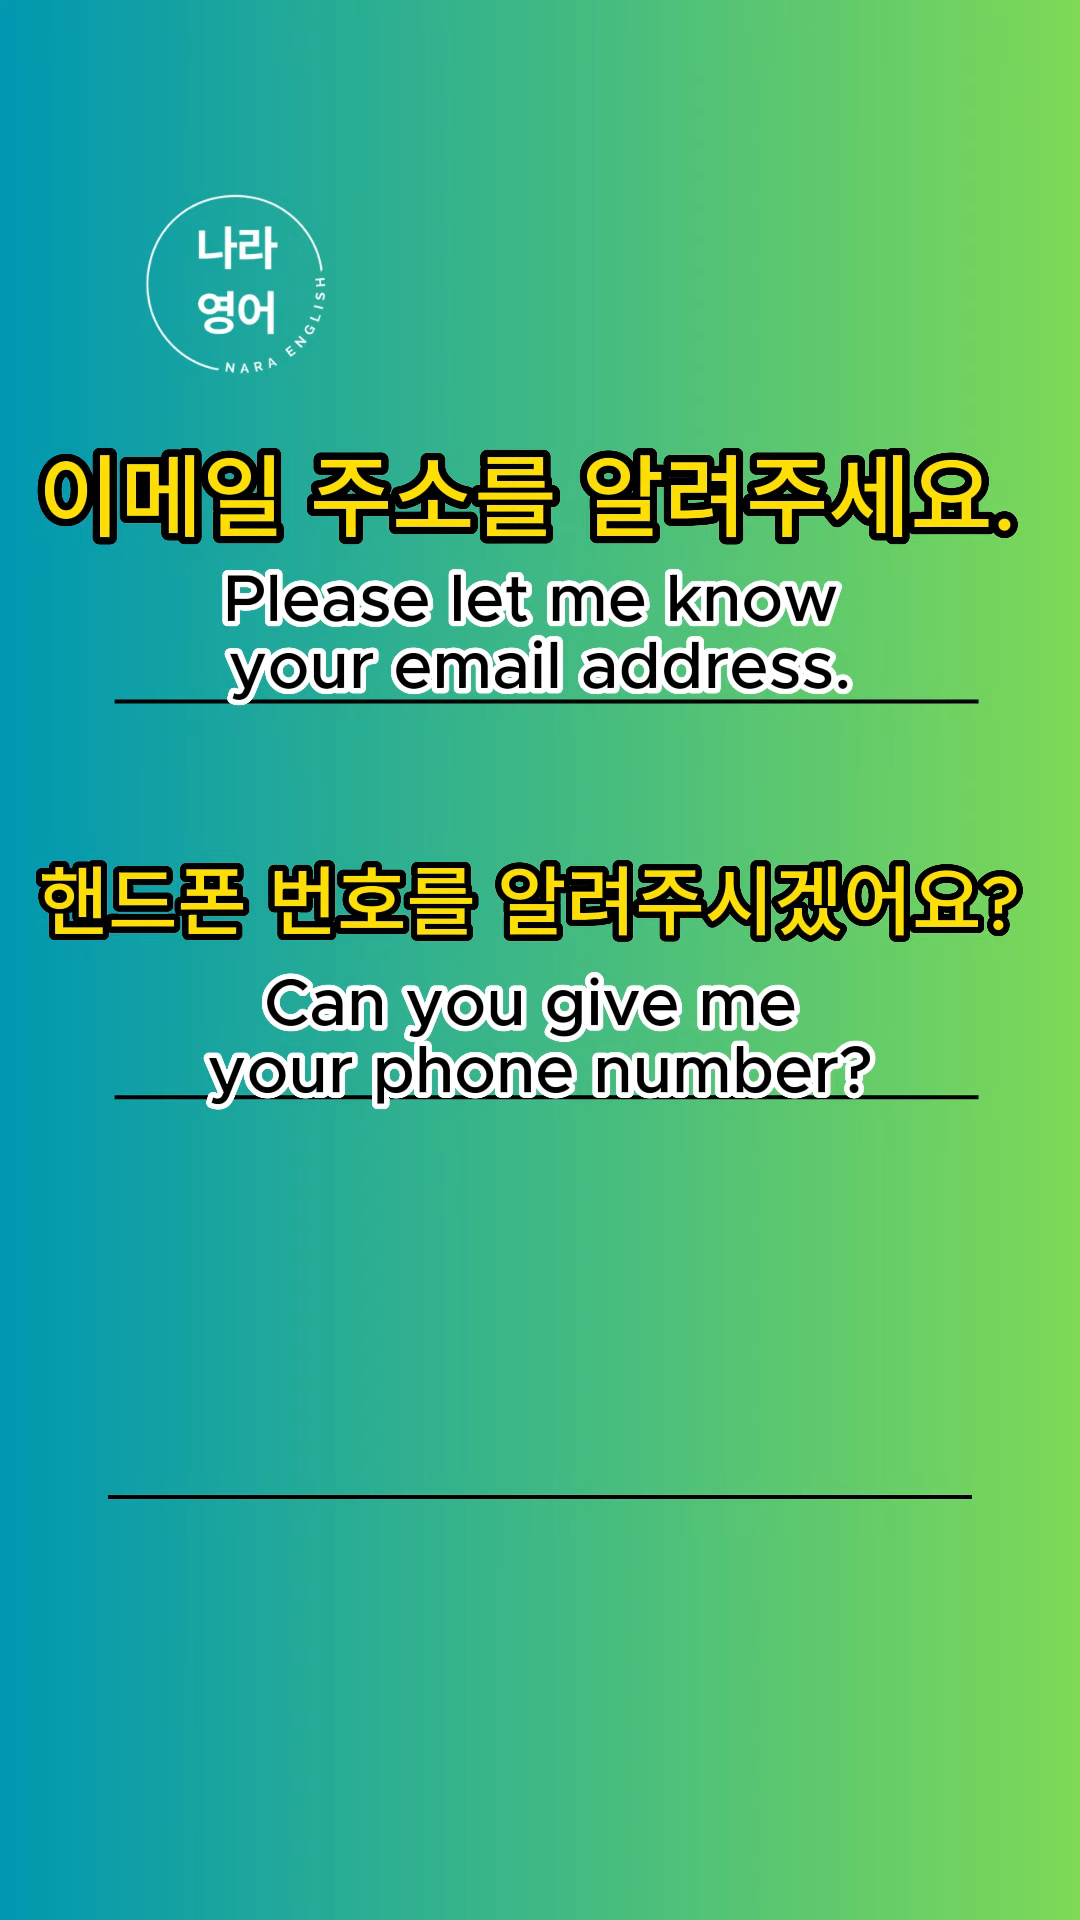 나라
영어
NARA ENGLISH
이메일 주소를 알려주세요.
Please let me know
your email address.
핸드폰 번호를 알려주시겠어요?
Can you give me
your phone number?